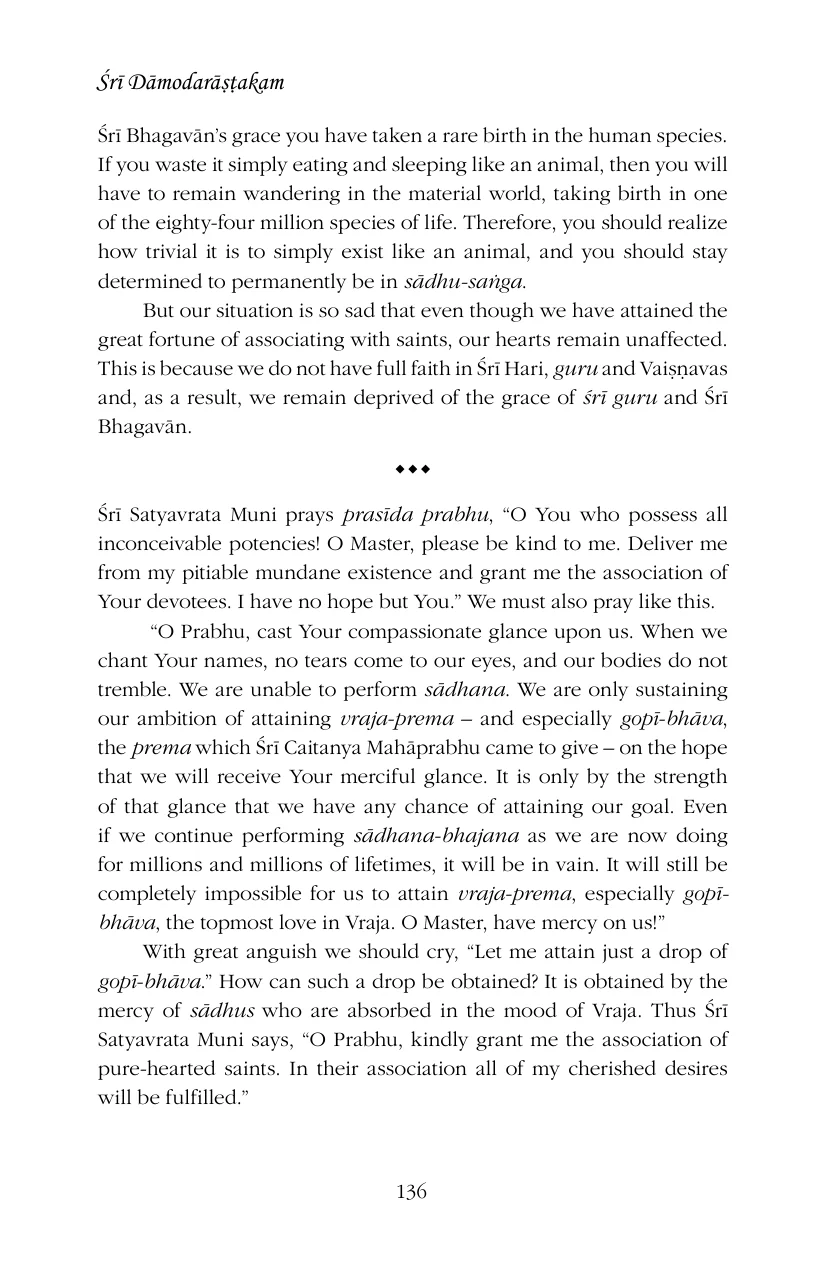 Śrī Dāmodarāṣṭakam
Śrī Bhagavān’s grace you have taken a rare birth in the human species.
If you waste it simply eating and sleeping like an animal, then you will
have to remain wandering in the material world, taking birth in one
of the eighty-four million species of life. Therefore, you should realize
how trivial it is to simply exist like an animal, and you should stay
determined to permanently be in sādhu-saṅga.
But our situation is so sad that even though we have attained the
great fortune of associating with saints, our hearts remain unaffected.
This is because we do not have full faith in Śrī Hari, guru and Vaiṣṇavas
and, as a result, we remain deprived of the grace of śrī guru and Śrī
Bhagavān.
◆◆◆
Śrī Satyavrata Muni prays prasīda prabhu, “O You who possess all
inconceivable potencies! O Master, please be kind to me. Deliver me
from my pitiable mundane existence and grant me the association of
Your devotees. I have no hope but You.” We must also pray like this.
“O Prabhu, cast Your compassionate glance upon us. When we
chant Your names, no tears come to our eyes, and our bodies do not
tremble. We are unable to perform sādhana. We are only sustaining
our ambition of attaining vraja-prema – and especially gopī-bhāva,
the prema which Śrī Caitanya Mahāprabhu came to give – on the hope
that we will receive Your merciful glance. It is only by the strength
of that glance that we have any chance of attaining our goal. Even
if we continue performing sādhana-bhajana as we are now doing
for millions and millions of lifetimes, it will be in vain. It will still be
completely impossible for us to attain vraja-prema, especially gopī-
bhāva, the topmost love in Vraja. O Master, have mercy on us!”
With great anguish we should cry, “Let me attain just a drop of
gopī-bhāva.” How can such a drop be obtained? It is obtained by the
mercy of sādhus who are absorbed in the mood of Vraja. Thus Śrī
Satyavrata Muni says, “O Prabhu, kindly grant me the association of
pure-hearted saints. In their association all of my cherished desires
will be fulfilled.”
136